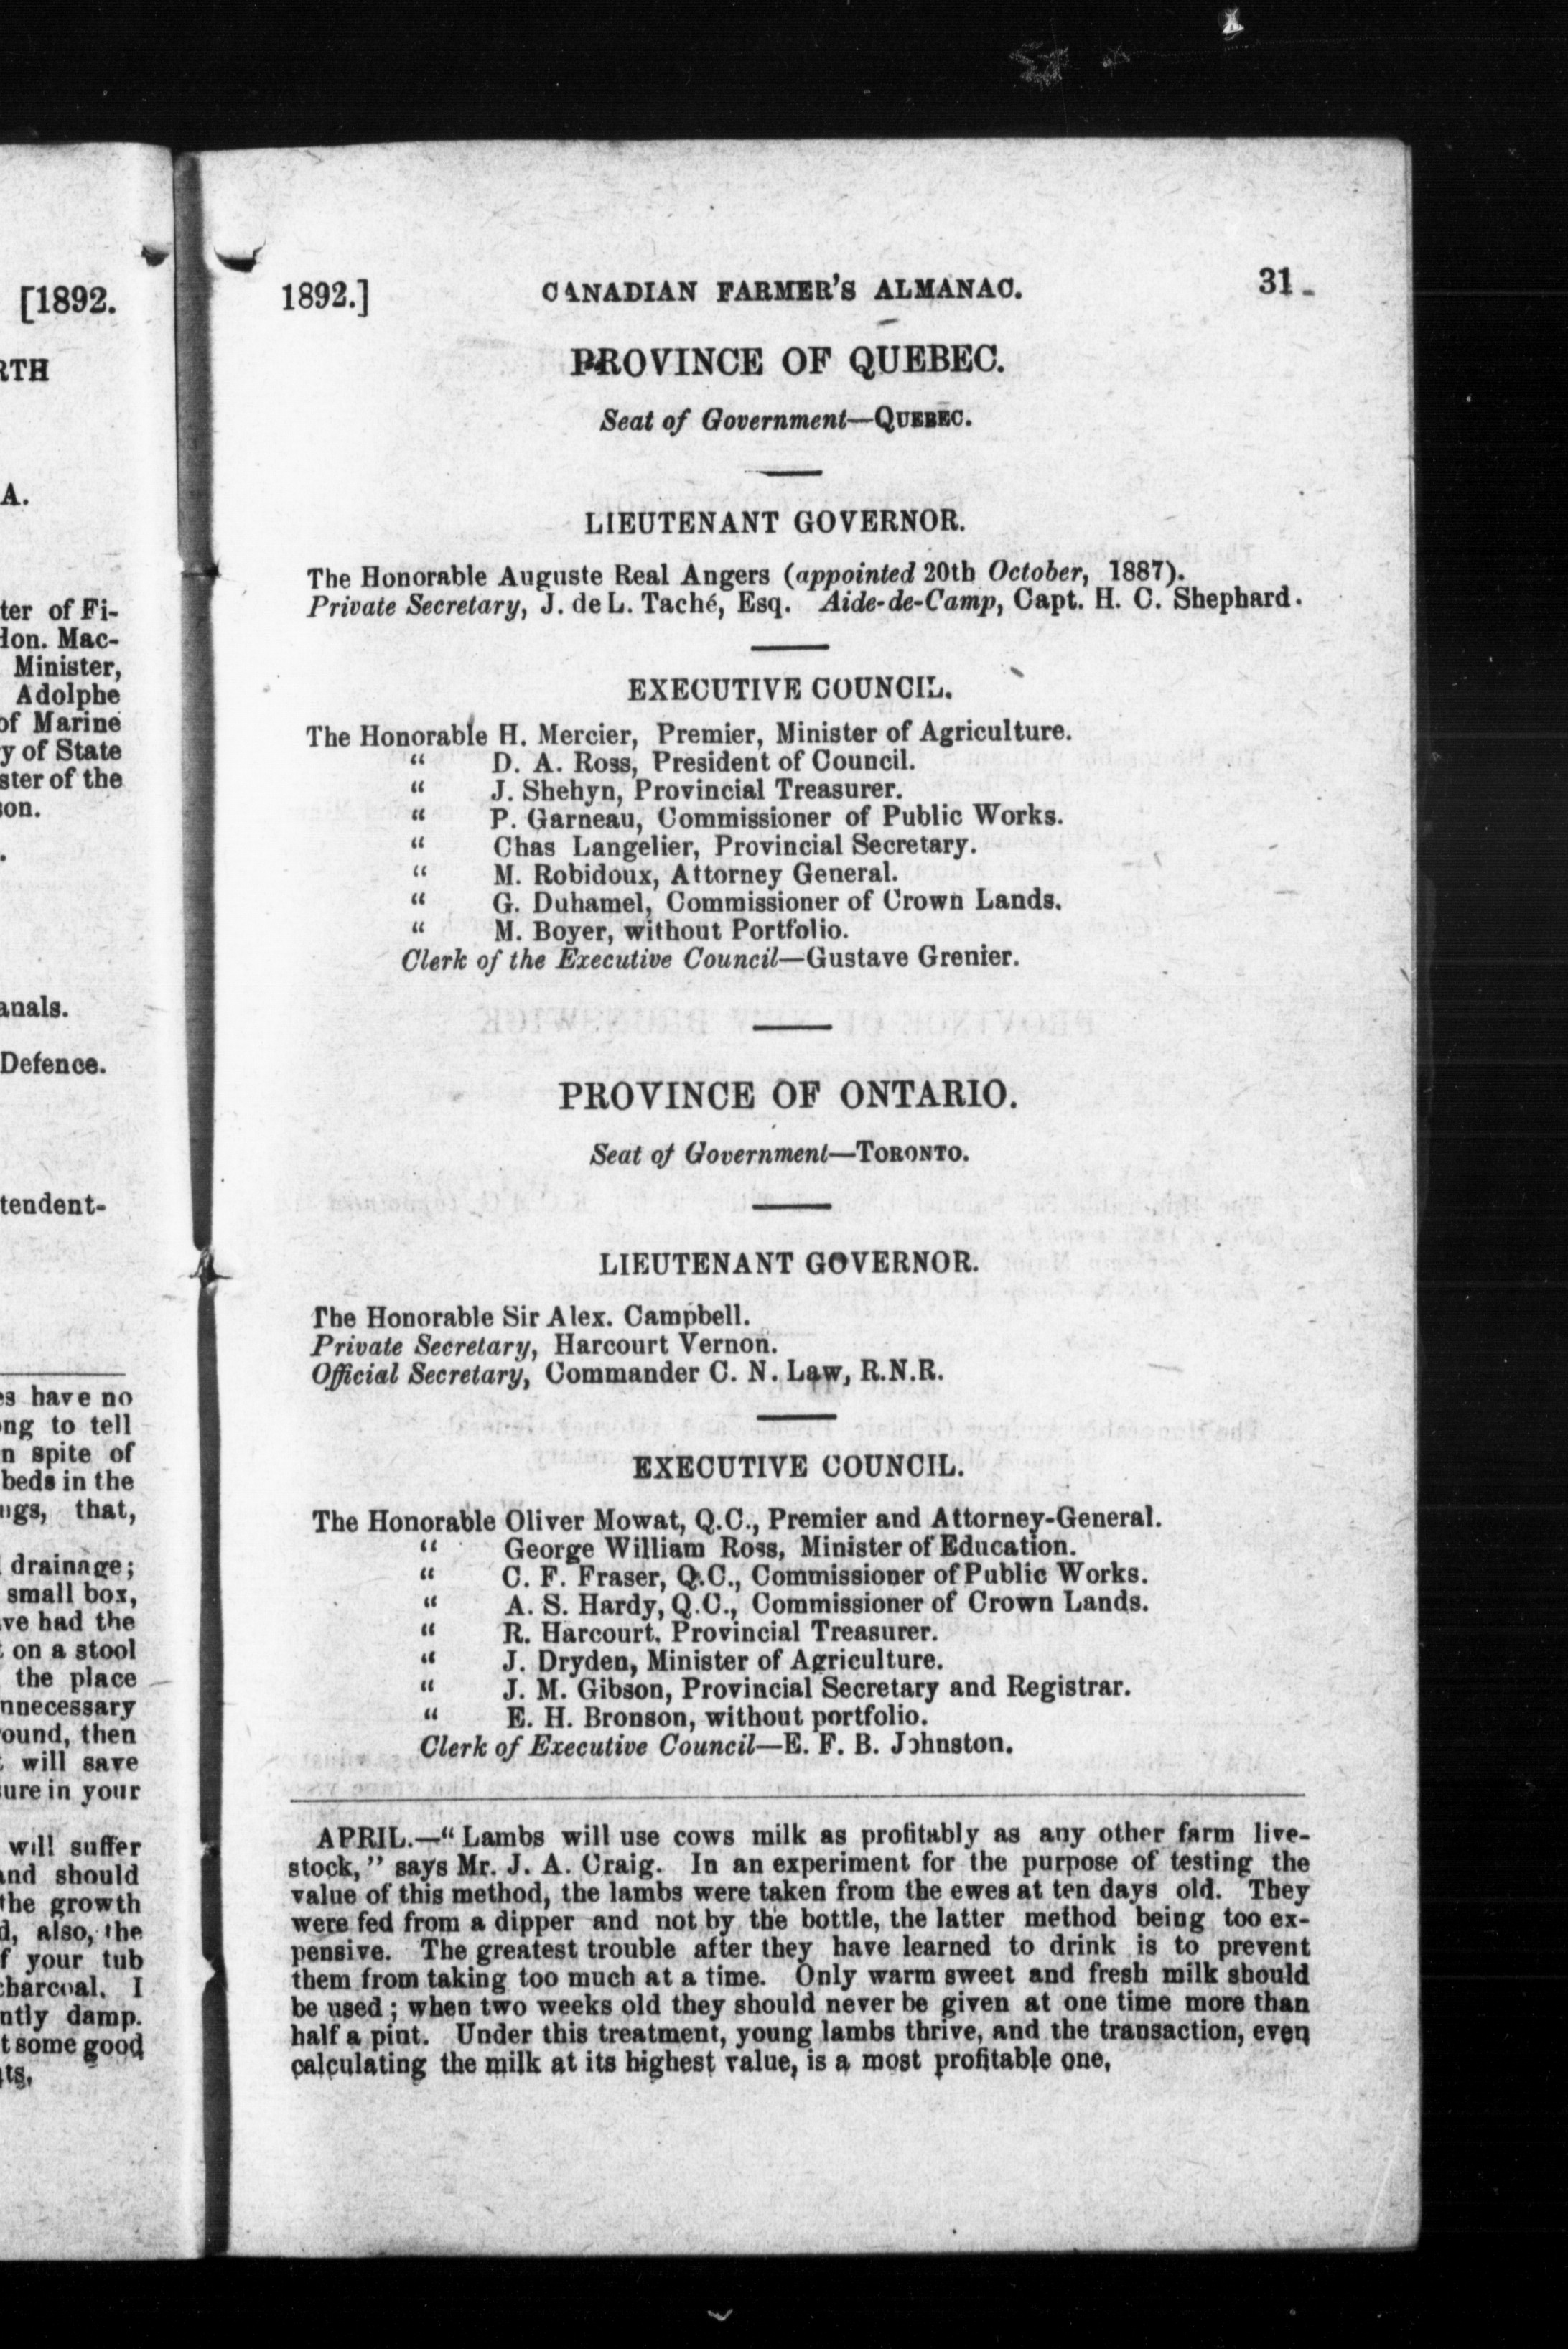 [1892.
RTH
A.
ter of Fi-
Hon. Mac-
Minister,
Adolphe
of Marine
y of State
ster of the
son.
anals.
Defence.
tendent-
es have no
ong to tell
n spite of
beds in the
ngs, that,
drainage;
small box,
ve had the
t on a stool
the place
nnecessary
ound, then
t will save
ure in your
will suffer
and should
the growth
d, also, the
f your tub
charcoal. I
ntly damp.
t some good
ts.
1892.] CANADIAN FARMER'S ALMANAC. 31
PROVINCE OF QUEBEC.
Seat of Government—QUEBEC.
LIEUTENANT GOVERNOR.
The Honorable Auguste Real Angers (appointed 20th October, 1887).
Private Secretary, J. de L. Taché, Esq. Aide-de-Camp, Capt. H. C. Shephard.
EXECUTIVE COUNCIL.
The Honorable H. Mercier, Premier, Minister of Agriculture.
“ D. A. Ross, President of Council.
“ J. Shehyn, Provincial Treasurer.
“ P. Garneau, Commissioner of Public Works.
“ Chas Langelier, Provincial Secretary.
“ M. Robidoux, Attorney General.
“ G. Duhamel, Commissioner of Crown Lands.
“ M. Boyer, without Portfolio.
Clerk of the Executive Council—Gustave Grenier.
PROVINCE OF ONTARIO.
Seat of Government—TORONTO.
LIEUTENANT GOVERNOR.
The Honorable Sir Alex. Campbell.
Private Secretary, Harcourt Vernon.
Official Secretary, Commander C. N. Law, R.N.R.
EXECUTIVE COUNCIL.
The Honorable Oliver Mowat, Q.C., Premier and Attorney-General.
“ George William Ross, Minister of Education.
“ C. F. Fraser, Q.C., Commissioner of Public Works.
“ A. S. Hardy, Q.C., Commissioner of Crown Lands.
“ R. Harcourt, Provincial Treasurer.
“ J. Dryden, Minister of Agriculture.
“ J. M. Gibson, Provincial Secretary and Registrar.
“ E. H. Bronson, without portfolio.
Clerk of Executive Council—E. F. B. Johnston.
APRIL.—“Lambs will use cows milk as profitably as any other farm live-
stock,” says Mr. J. A. Craig. In an experiment for the purpose of testing the
value of this method, the lambs were taken from the ewes at ten days old. They
were fed from a dipper and not by the bottle, the latter method being too ex-
pensive. The greatest trouble after they have learned to drink is to prevent
them from taking too much at a time. Only warm sweet and fresh milk should
be used; when two weeks old they should never be given at one time more than
half a pint. Under this treatment, young lambs thrive, and the transaction, even
calculating the milk at its highest value, is a most profitable one,